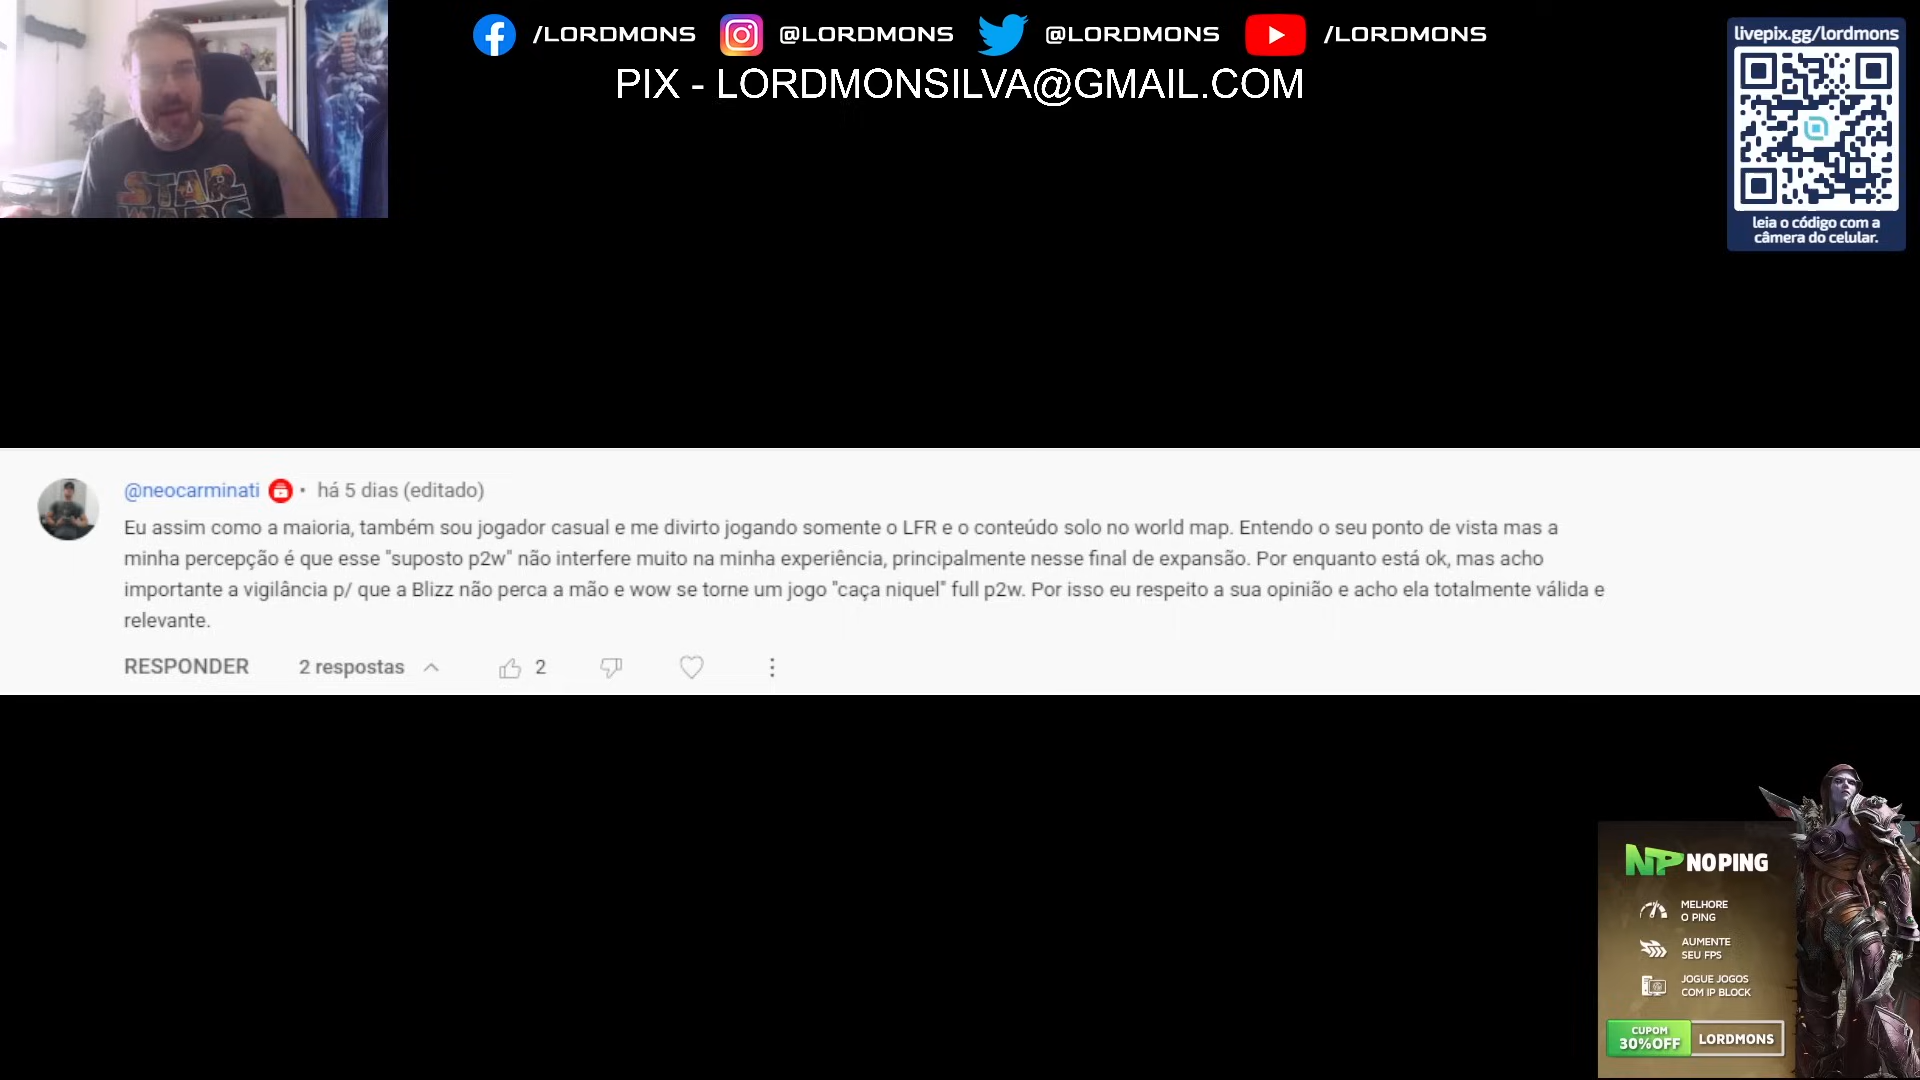 /LORDMONS @LORDMONS @LORDMONS /LORDMONS
PIX - LORDMONSILVA@GMAIL.COM
livepix.gg/lordmons
leia o código com a
câmera do celular.
STAR
WARS
@neocarminati • há 5 dias (editado)
Eu assim como a maioria, também sou jogador casual e me divirto jogando somente o LFR e o conteúdo solo no world map. Entendo o seu ponto de vista mas a
minha percepção é que esse "suposto p2w" não interfere muito na minha experiência, principalmente nesse final de expansão. Por enquanto está ok, mas acho
importante a vigilância p/ que a Blizz não perca a mão e wow se torne um jogo "caça niquel" full p2w. Por isso eu respeito a sua opinião e acho ela totalmente válida e
relevante.
RESPONDER 2 respostas 2
NP NOPING
MELHORE
O PING
AUMENTE
SEU FPS
JOGUE JOGOS
COM IP BLOCK
CUPOM
30%OFF
LORDMONS